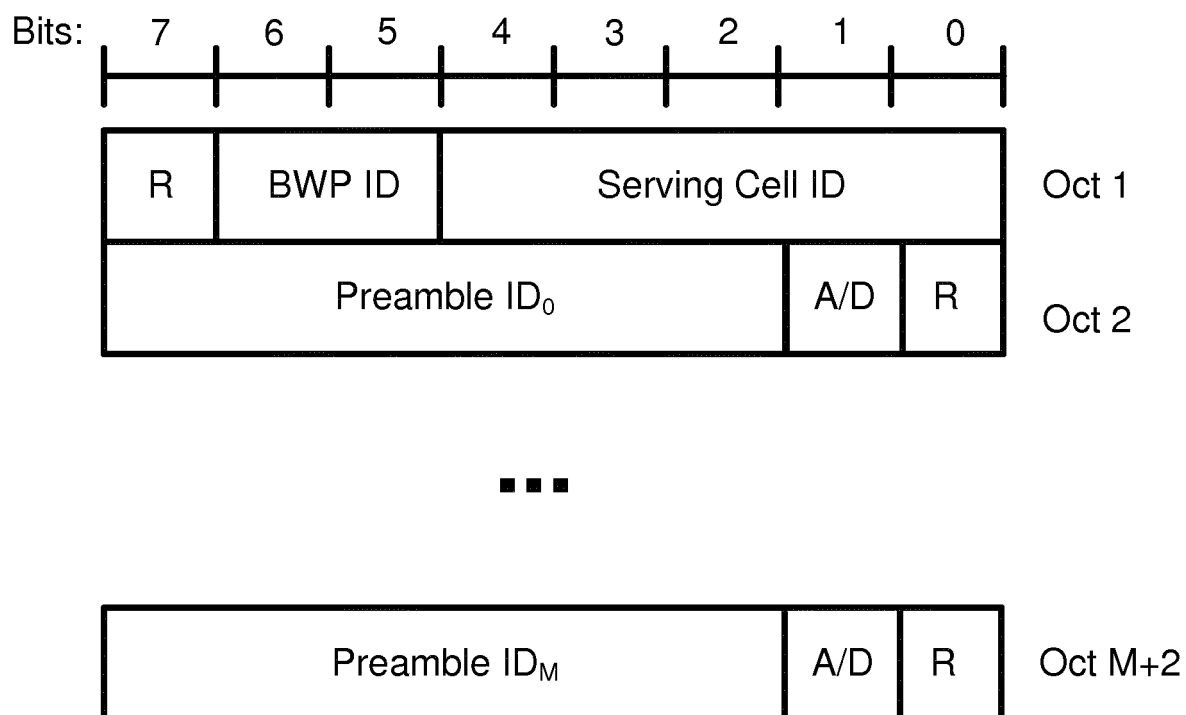 Bits: 7 6 5 4 3 2 1 0
R BWP ID Serving Cell ID Oct 1
Preamble ID₀ A/D R Oct 2
...
Preamble ID_M A/D R Oct M+2